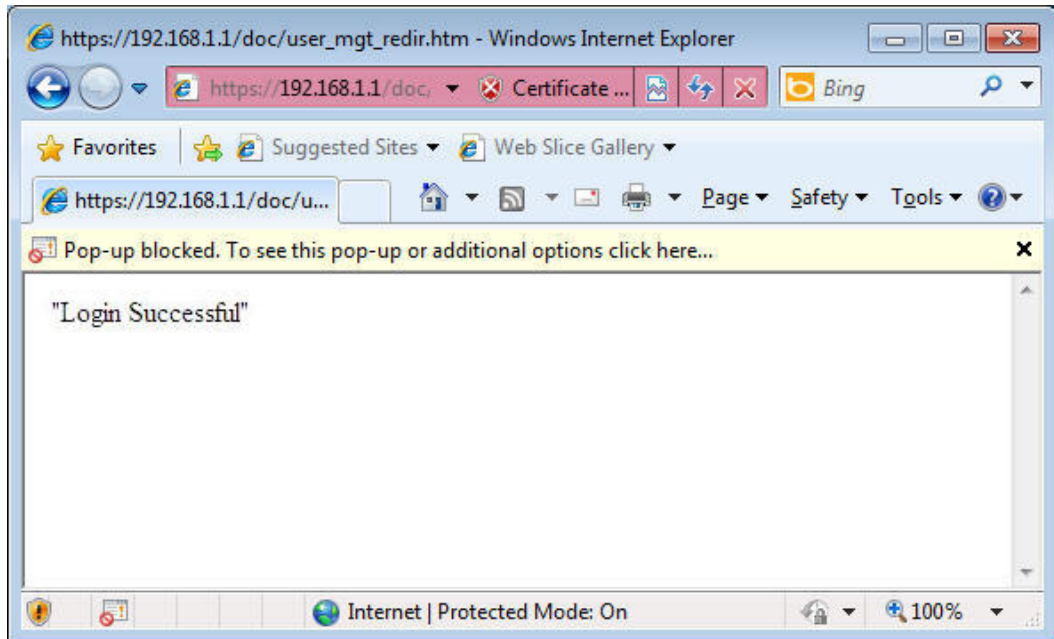 https://192.168.1.1/doc/user_mgt_redir.htm - Windows Internet Explorer
https://192.168.1.1/doc, Certificate ... Bing
Favorites Suggested Sites Web Slice Gallery
https://192.168.1.1/doc/u... Page Safety Tools
Pop-up blocked. To see this pop-up or additional options click here...
"Login Successful"
Internet | Protected Mode: On 100%